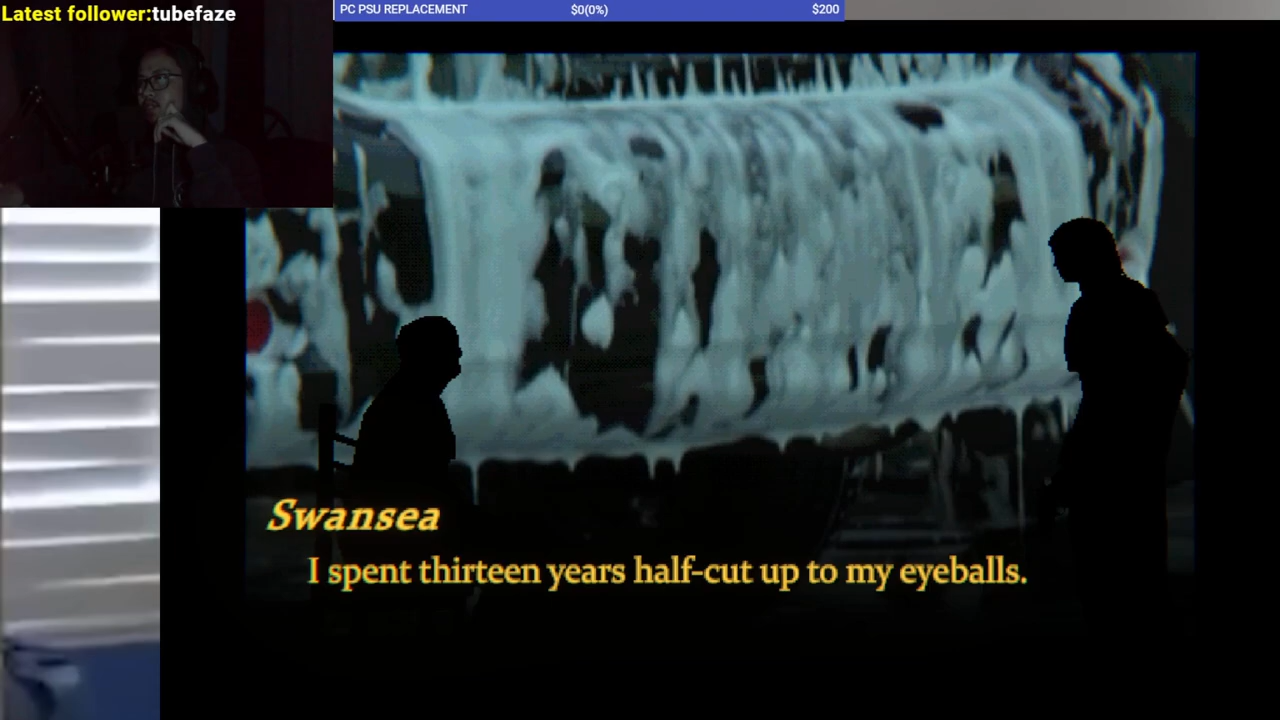 Latest follower:tubefaze
PC PSU REPLACEMENT $0(0%) $200
Swansea
I spent thirteen years half-cut up to my eyeballs.